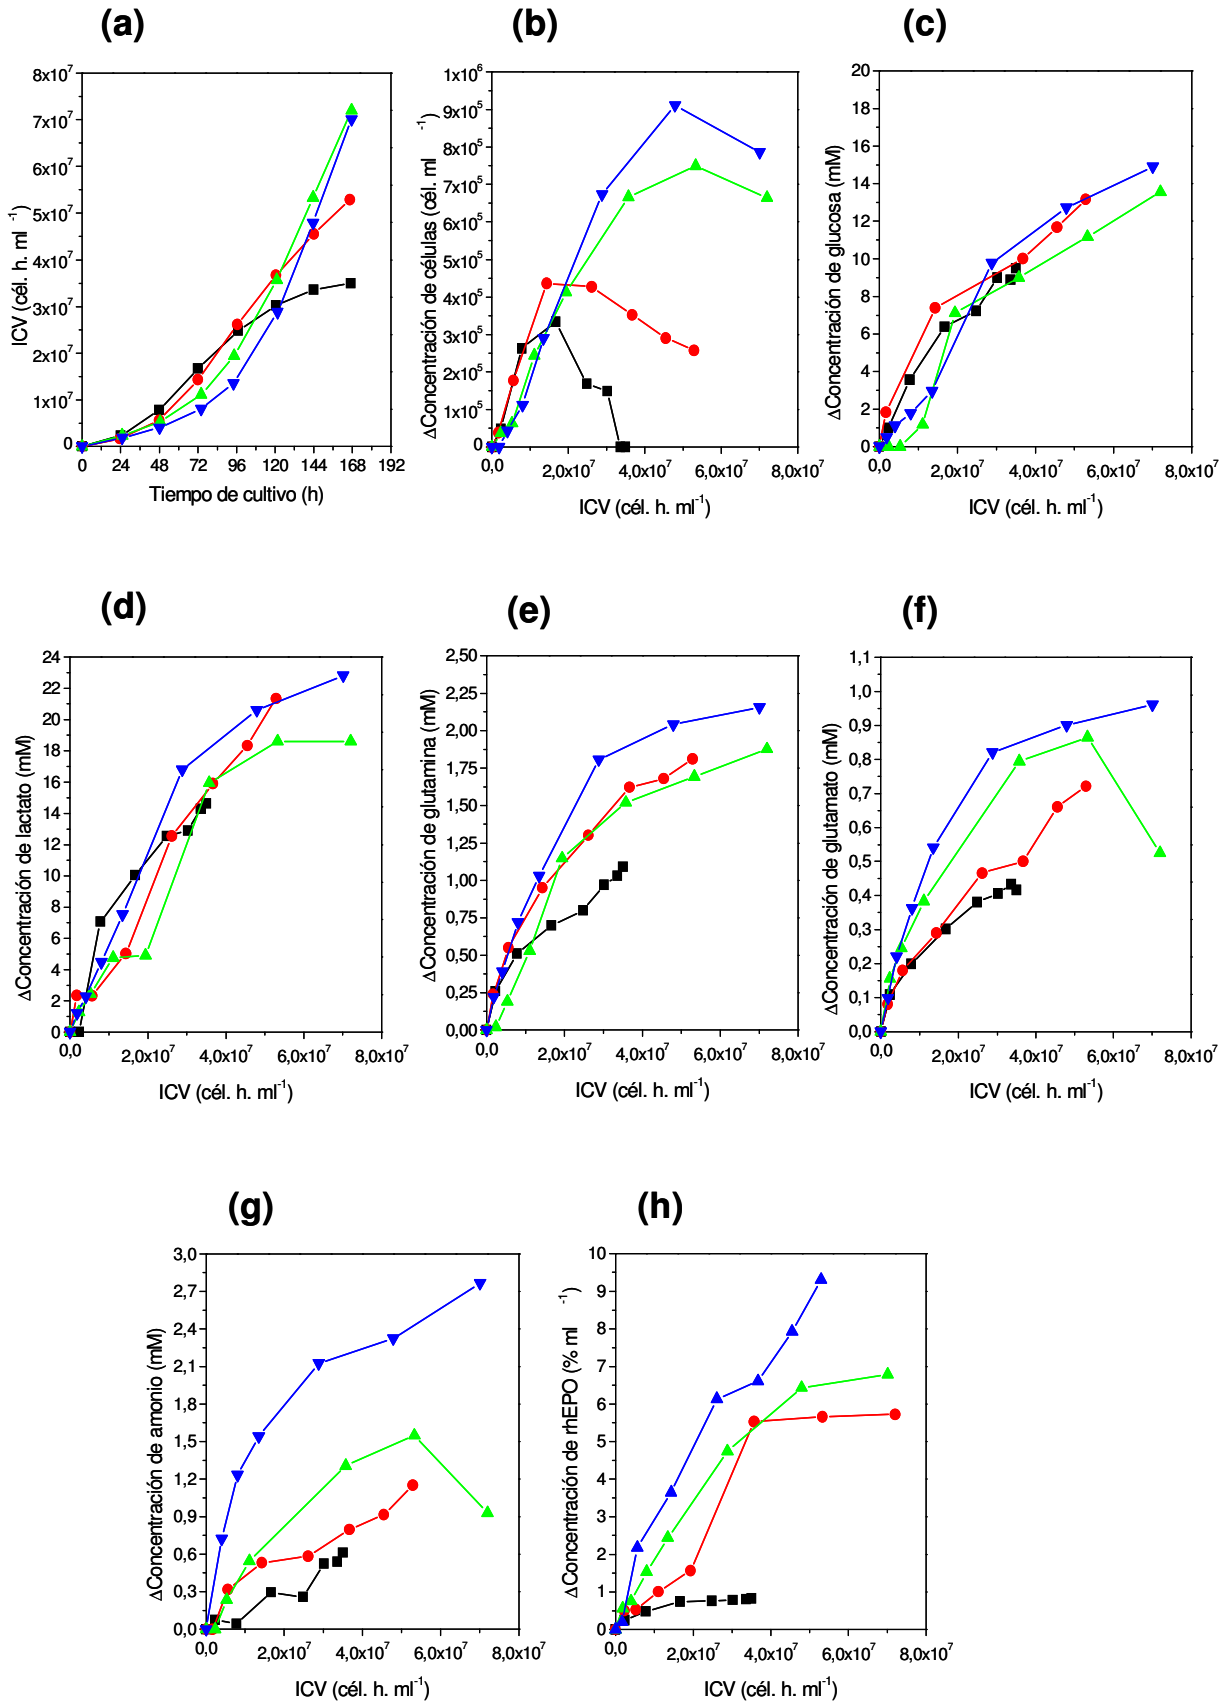 (a)
8x10⁷
7x10⁷
6x10⁷
5x10⁷
4x10⁷
3x10⁷
2x10⁷
1x10⁷
0
ICV (cél. h. ml⁻¹)
0 24 48 72 96 120 144 168 192
Tiempo de cultivo (h)
(b)
1x10⁶
9x10⁵
8x10⁵
7x10⁵
6x10⁵
5x10⁵
4x10⁵
3x10⁵
2x10⁵
1x10⁵
0
ΔConcentración de células (cél. ml⁻¹)
0,0 2,0x10⁷ 4,0x10⁷ 6,0x10⁷ 8,0x10⁷
ICV (cél. h. ml⁻¹)
(c)
20
18
16
14
12
10
8
6
4
2
0
ΔConcentración de glucosa (mM)
0,0 2,0x10⁷ 4,0x10⁷ 6,0x10⁷ 8,0x10⁷
ICV (cél. h. ml⁻¹)
(d)
24
22
20
18
16
14
12
10
8
6
4
2
0
ΔConcentración de lactato (mM)
0,0 2,0x10⁷ 4,0x10⁷ 6,0x10⁷ 8,0x10⁷
ICV (cél. h. ml⁻¹)
(e)
2,50
2,25
2,00
1,75
1,50
1,25
1,00
0,75
0,50
0,25
0,00
ΔConcentración de glutamina (mM)
0,0 2,0x10⁷ 4,0x10⁷ 6,0x10⁷ 8,0x10⁷
ICV (cél. h. ml⁻¹)
(f)
1,1
1,0
0,9
0,8
0,7
0,6
0,5
0,4
0,3
0,2
0,1
0,0
ΔConcentración de glutamato (mM)
0,0 2,0x10⁷ 4,0x10⁷ 6,0x10⁷ 8,0x10⁷
ICV (cél. h. ml⁻¹)
(g)
3,0
2,7
2,4
2,1
1,8
1,5
1,2
0,9
0,6
0,3
0,0
ΔConcentración de amonio (mM)
0,0 2,0x10⁷ 4,0x10⁷ 6,0x10⁷ 8,0x10⁷
ICV (cél. h. ml⁻¹)
(h)
10
9
8
7
6
5
4
3
2
1
0
ΔConcentración de rhEPO (% ml⁻¹)
0,0 2,0x10⁷ 4,0x10⁷ 6,0x10⁷ 8,0x10⁷
ICV (cél. h. ml⁻¹)